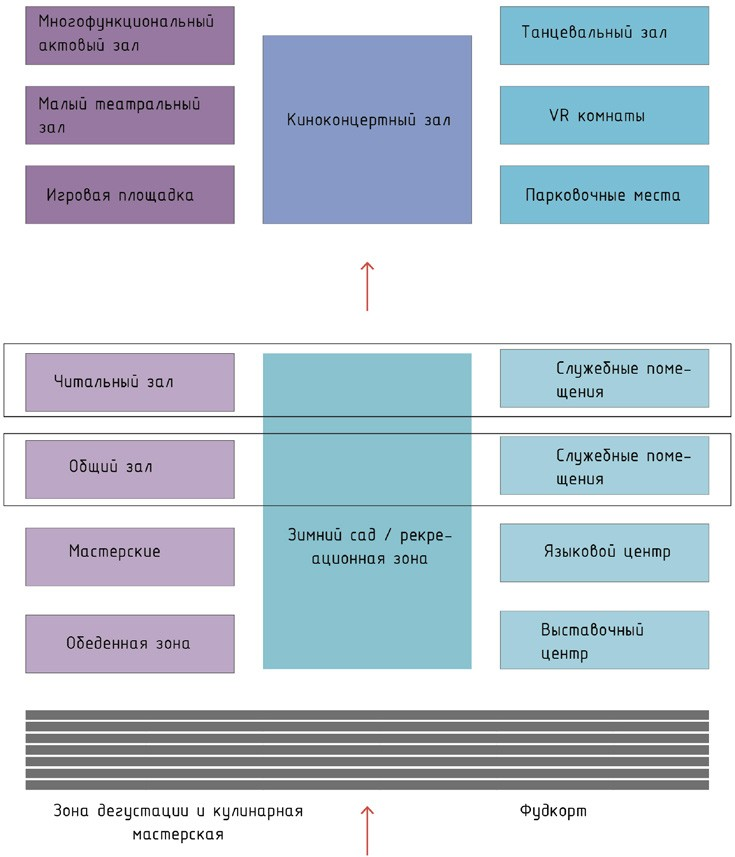 Многофункциональный
актовый зал
Киноконцертный зал
Танцевальный зал
Малый театральный
зал
VR комнаты
Игровая площадка
Парковочные места
Читальный зал
Служебные поме-
щения
Общий зал
Служебные поме-
щения
Мастерские
Зимний сад / рекре-
ационная зона
Языковой центр
Обеденная зона
Выставочный
центр
Зона дегустации и кулинарная
мастерская
Фудкорт